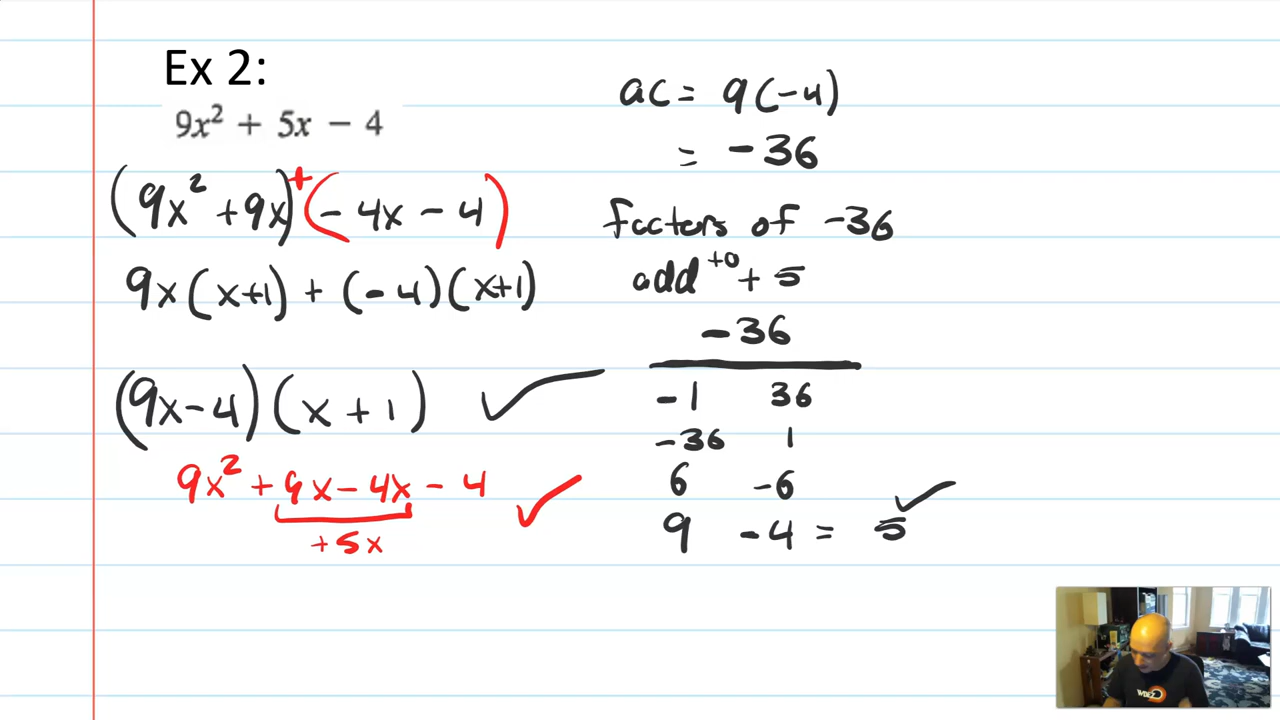 Ex 2:
9x² + 5x − 4
(9x² + 9x) + (− 4x − 4)
9x(x+1) + (−4)(x+1)
(9x−4)(x + 1) ✓
9x² + 9x − 4x − 4 ✓
+5x
ac = 9(−4)
= −36
factors of −36
add to + 5
−36
−1 36
−36 1
6 −6
9 −4 = 5 ✓